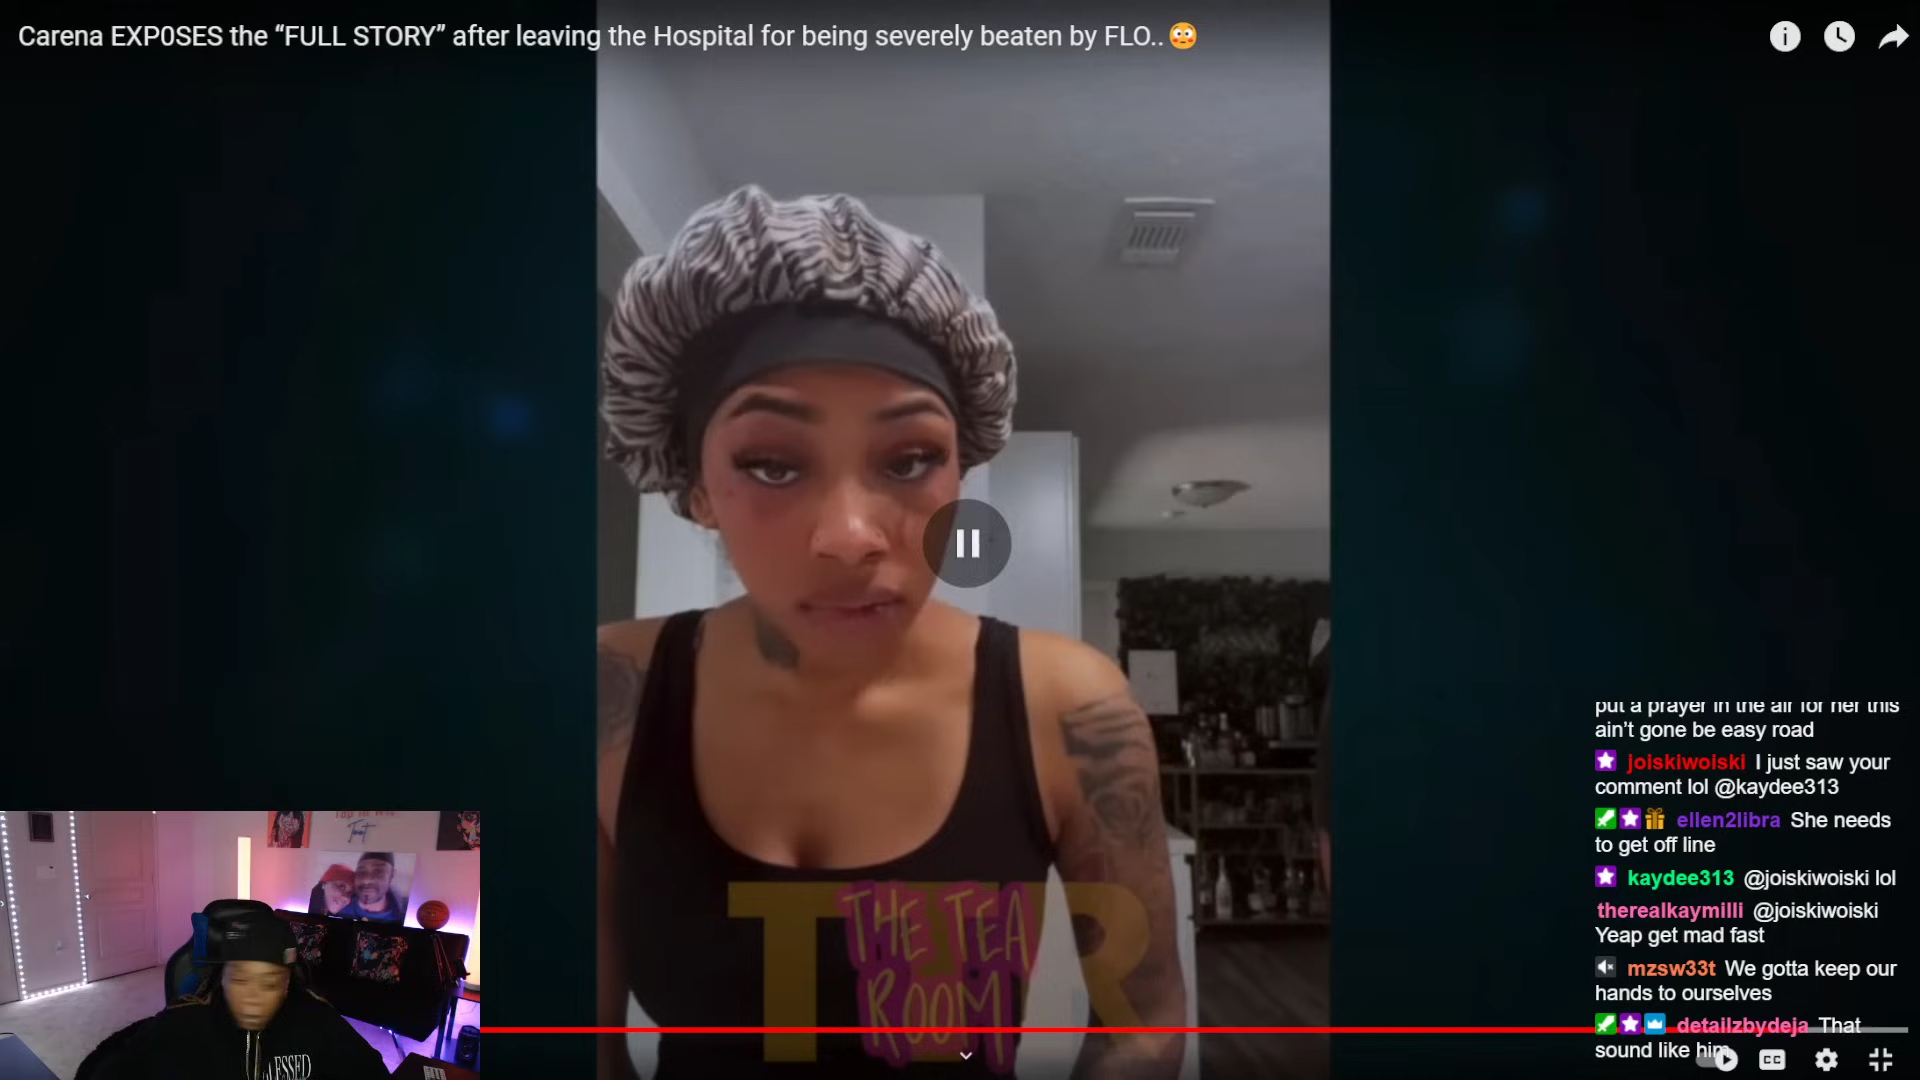 Carena EXP0SES the “FULL STORY” after leaving the Hospital for being severely beaten by FLO..😳
put a prayer in the air for her this
ain’t gone be easy road
joiskiwoiski I just saw your
comment lol @kaydee313
ellen2libra She needs
to get off line
kaydee313 @joiskiwoiski lol
therealkaymilli @joiskiwoiski
Yeap get mad fast
mzsw33t We gotta keep our
hands to ourselves
detailzbydeja That
sound like him
THE TEA
ROOM
T R
CC